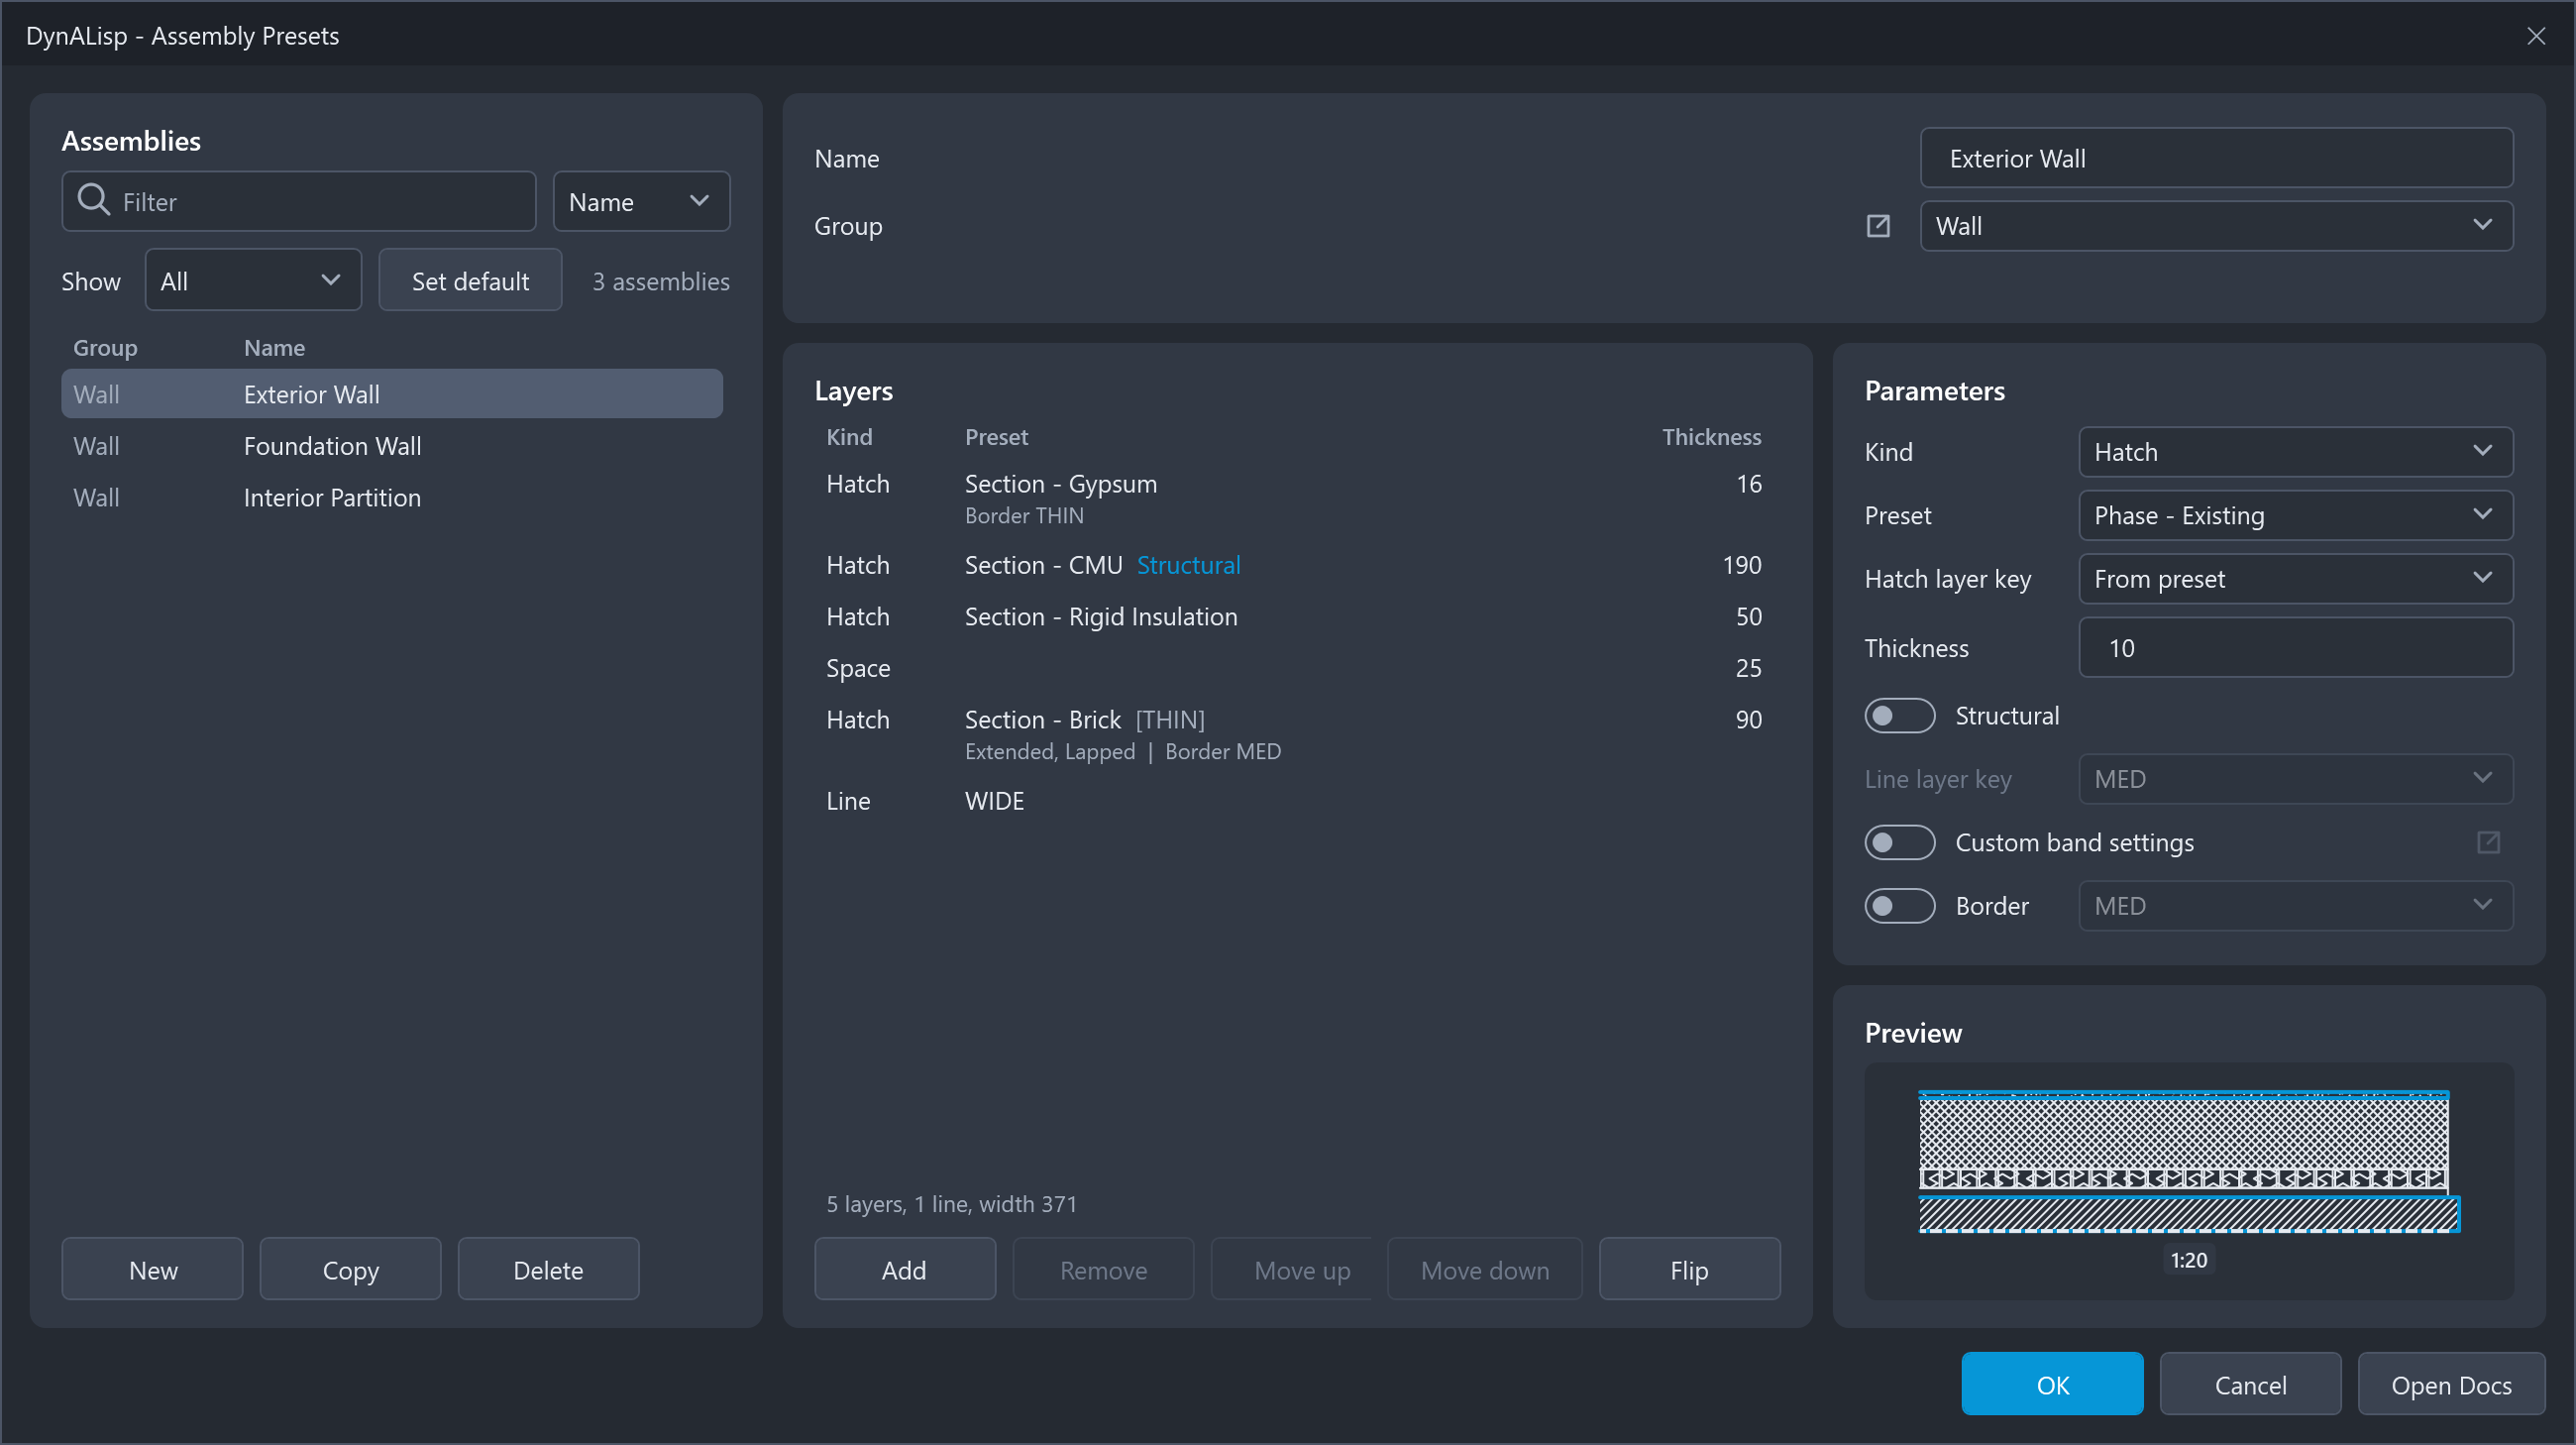 DynALisp - Assembly Presets
Assemblies
Filter
Name
Show
All
Set default
3 assemblies
Group Name
Wall Exterior Wall
Wall Foundation Wall
Wall Interior Partition
New
Copy
Delete
Name
Exterior Wall
Group
Wall
Layers
Kind Preset Thickness
Hatch Section - Gypsum 16
Border THIN
Hatch Section - CMU Structural 190
Hatch Section - Rigid Insulation 50
Space 25
Hatch Section - Brick [THIN] 90
Extended, Lapped | Border MED
Line WIDE
5 layers, 1 line, width 371
Add
Remove
Move up
Move down
Flip
Parameters
Kind Hatch
Preset Phase - Existing
Hatch layer key From preset
Thickness 10
Structural
Line layer key MED
Custom band settings
Border MED
Preview
1:20
OK
Cancel
Open Docs